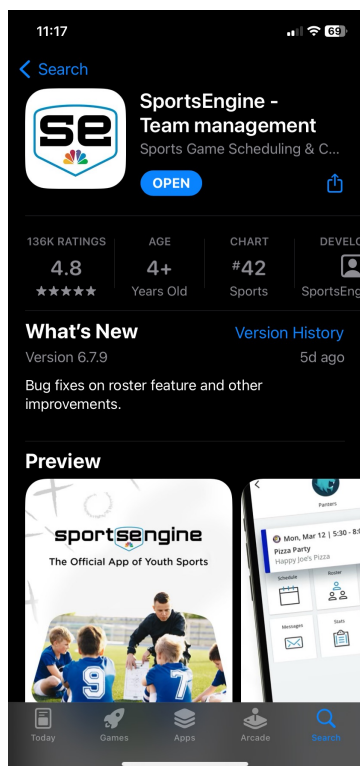 11:17
69
Search
se
SportsEngine -
Team management
Sports Game Scheduling & C...
OPEN
136K RATINGS
4.8
AGE
4+
Years Old
CHART
#42
Sports
DEVELO
SportsEng
What's New
Version History
Version 6.7.9
5d ago
Bug fixes on roster feature and other
improvements.
Preview
sportsengine
The Official App of Youth Sports
9
7
Panters
Mon, Mar 12 | 5:30 - 8:0
Pizza Party
Happy Joe's Pizza
Schedule
Roster
Messages
Stats
Today
Games
Apps
Arcade
Search